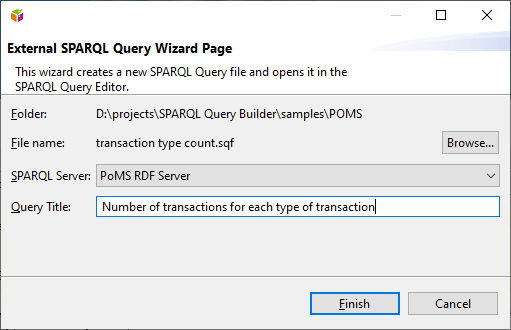 External SPARQL Query Wizard Page
This wizard creates a new SPARQL Query file and opens it in the
SPARQL Query Editor.
Folder: D:\projects\SPARQL Query Builder\samples\POMS
File name: transaction type count.sqf Browse...
SPARQL Server: PoMS RDF Server
Query Title: Number of transactions for each type of transaction
Finish Cancel